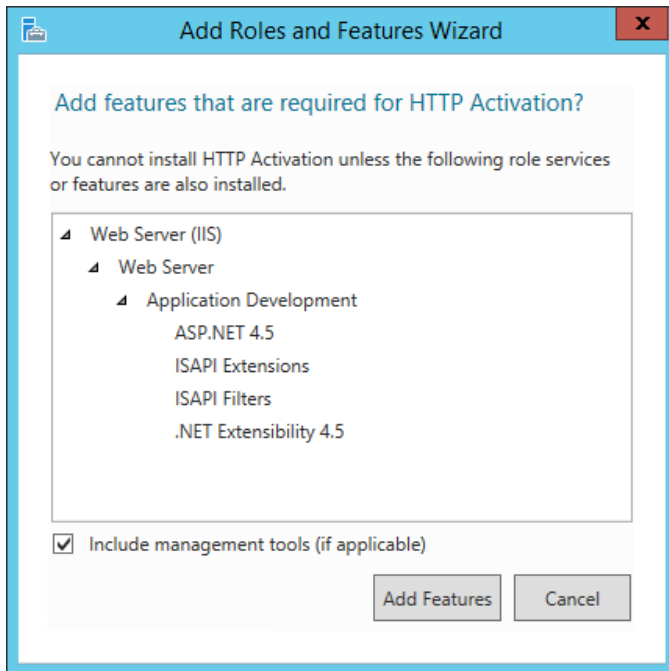 Add Roles and Features Wizard
x
Add features that are required for HTTP Activation?
You cannot install HTTP Activation unless the following role services
or features are also installed.
Web Server (IIS)
Web Server
Application Development
ASP.NET 4.5
ISAPI Extensions
ISAPI Filters
.NET Extensibility 4.5
Include management tools (if applicable)
Add Features
Cancel